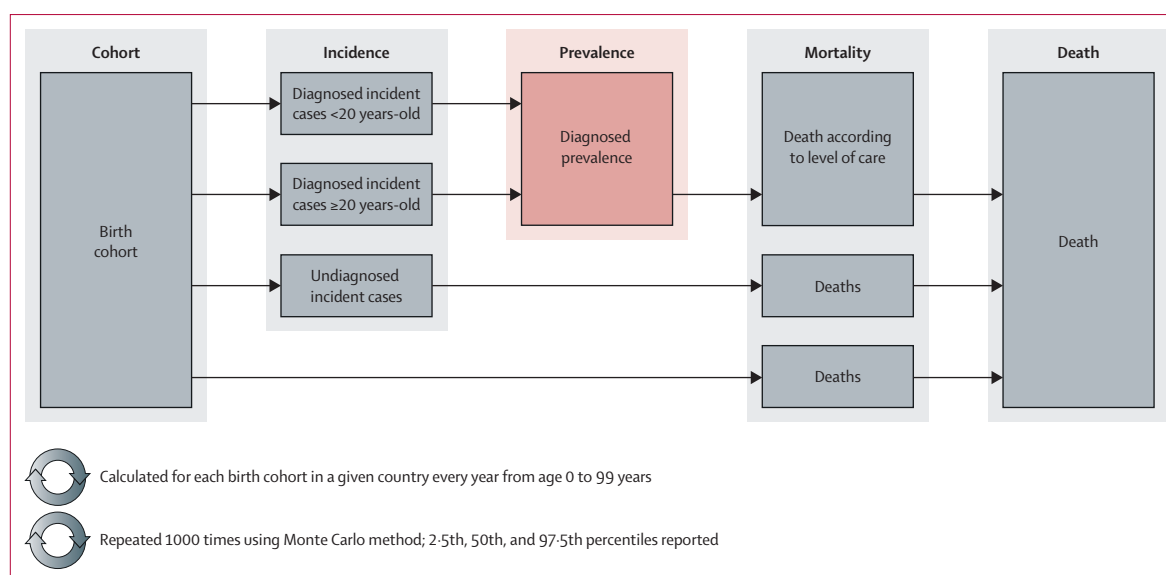 Cohort
Incidence
Prevalence
Mortality
Death
Birth
cohort
Diagnosed incident
cases <20 years-old
Diagnosed incident
cases ≥20 years-old
Undiagnosed
incident cases
Diagnosed
prevalence
Death according
to level of care
Deaths
Deaths
Death
Calculated for each birth cohort in a given country every year from age 0 to 99 years
Repeated 1000 times using Monte Carlo method; 2·5th, 50th, and 97·5th percentiles reported